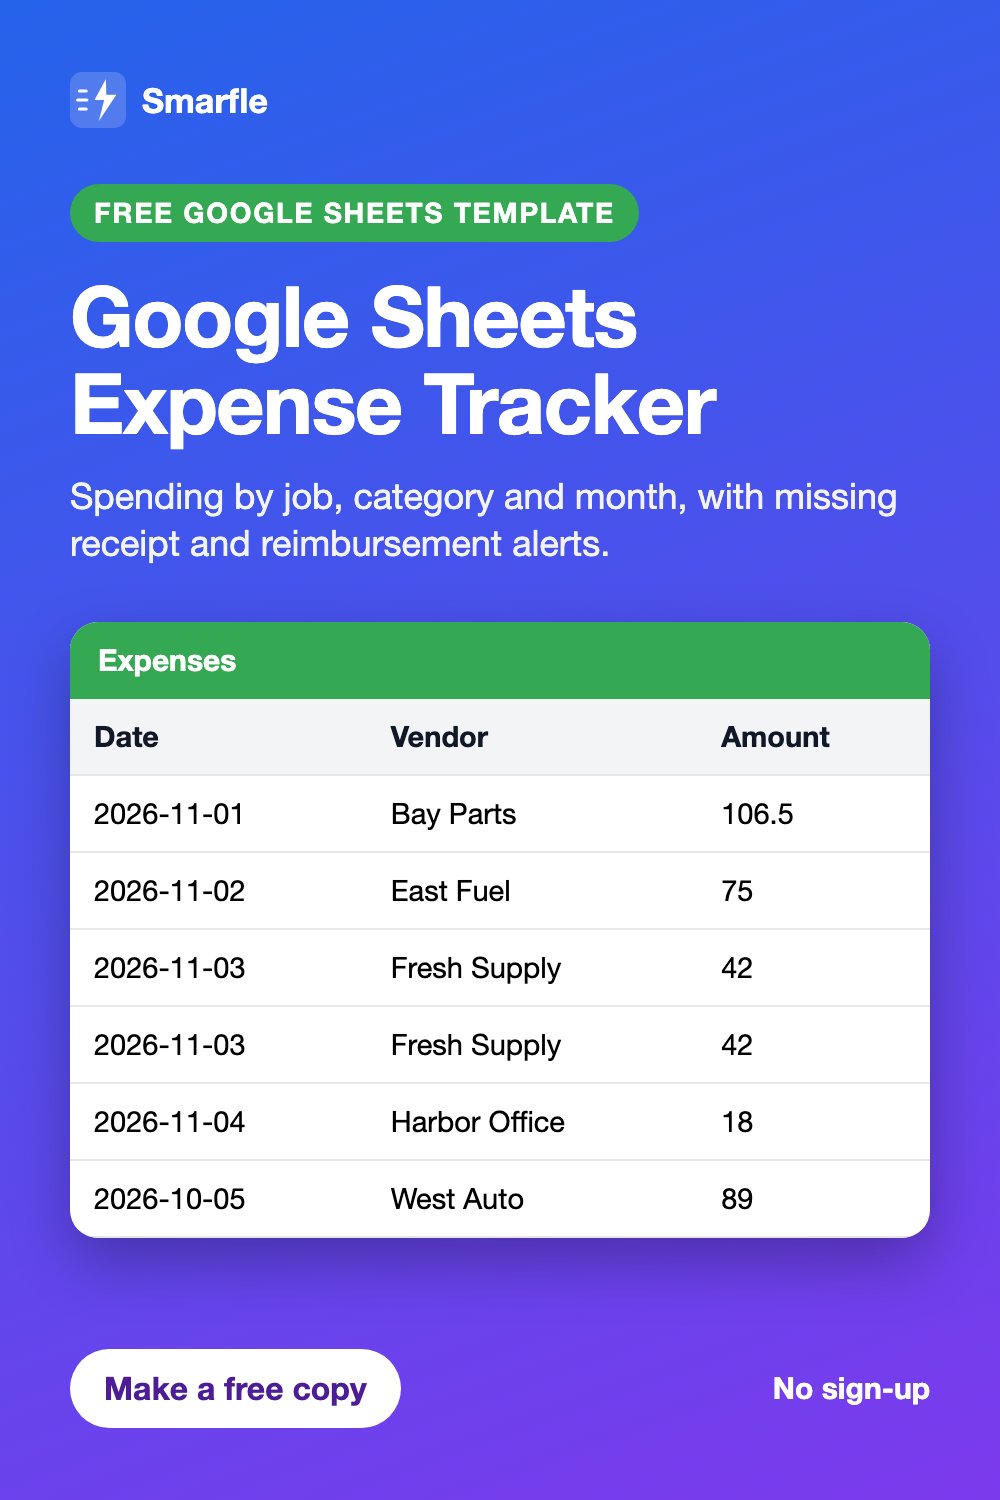 Smarfle
FREE GOOGLE SHEETS TEMPLATE
Google Sheets
Expense Tracker
Spending by job, category and month, with missing
receipt and reimbursement alerts.
Expenses
Date Vendor Amount
2026-11-01 Bay Parts 106.5
2026-11-02 East Fuel 75
2026-11-03 Fresh Supply 42
2026-11-03 Fresh Supply 42
2026-11-04 Harbor Office 18
2026-10-05 West Auto 89
Make a free copy No sign-up